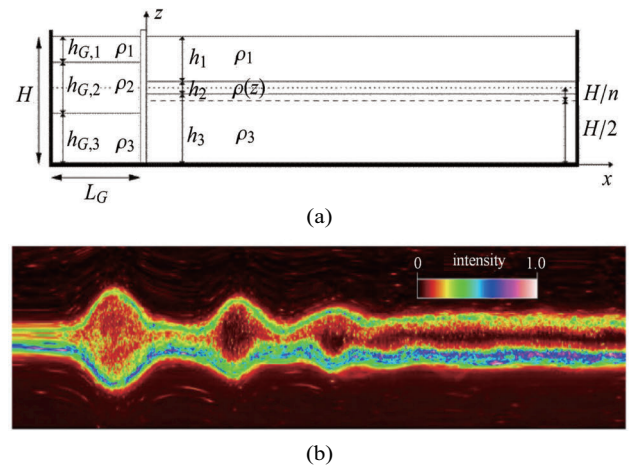 z
h_{G,1} ρ_1 h_1 ρ_1
H h_{G,2} ρ_2 h_2 ρ(z) H/n
h_{G,3} ρ_3 h_3 ρ_3 H/2
L_G x
(a)
0 intensity 1.0
(b)